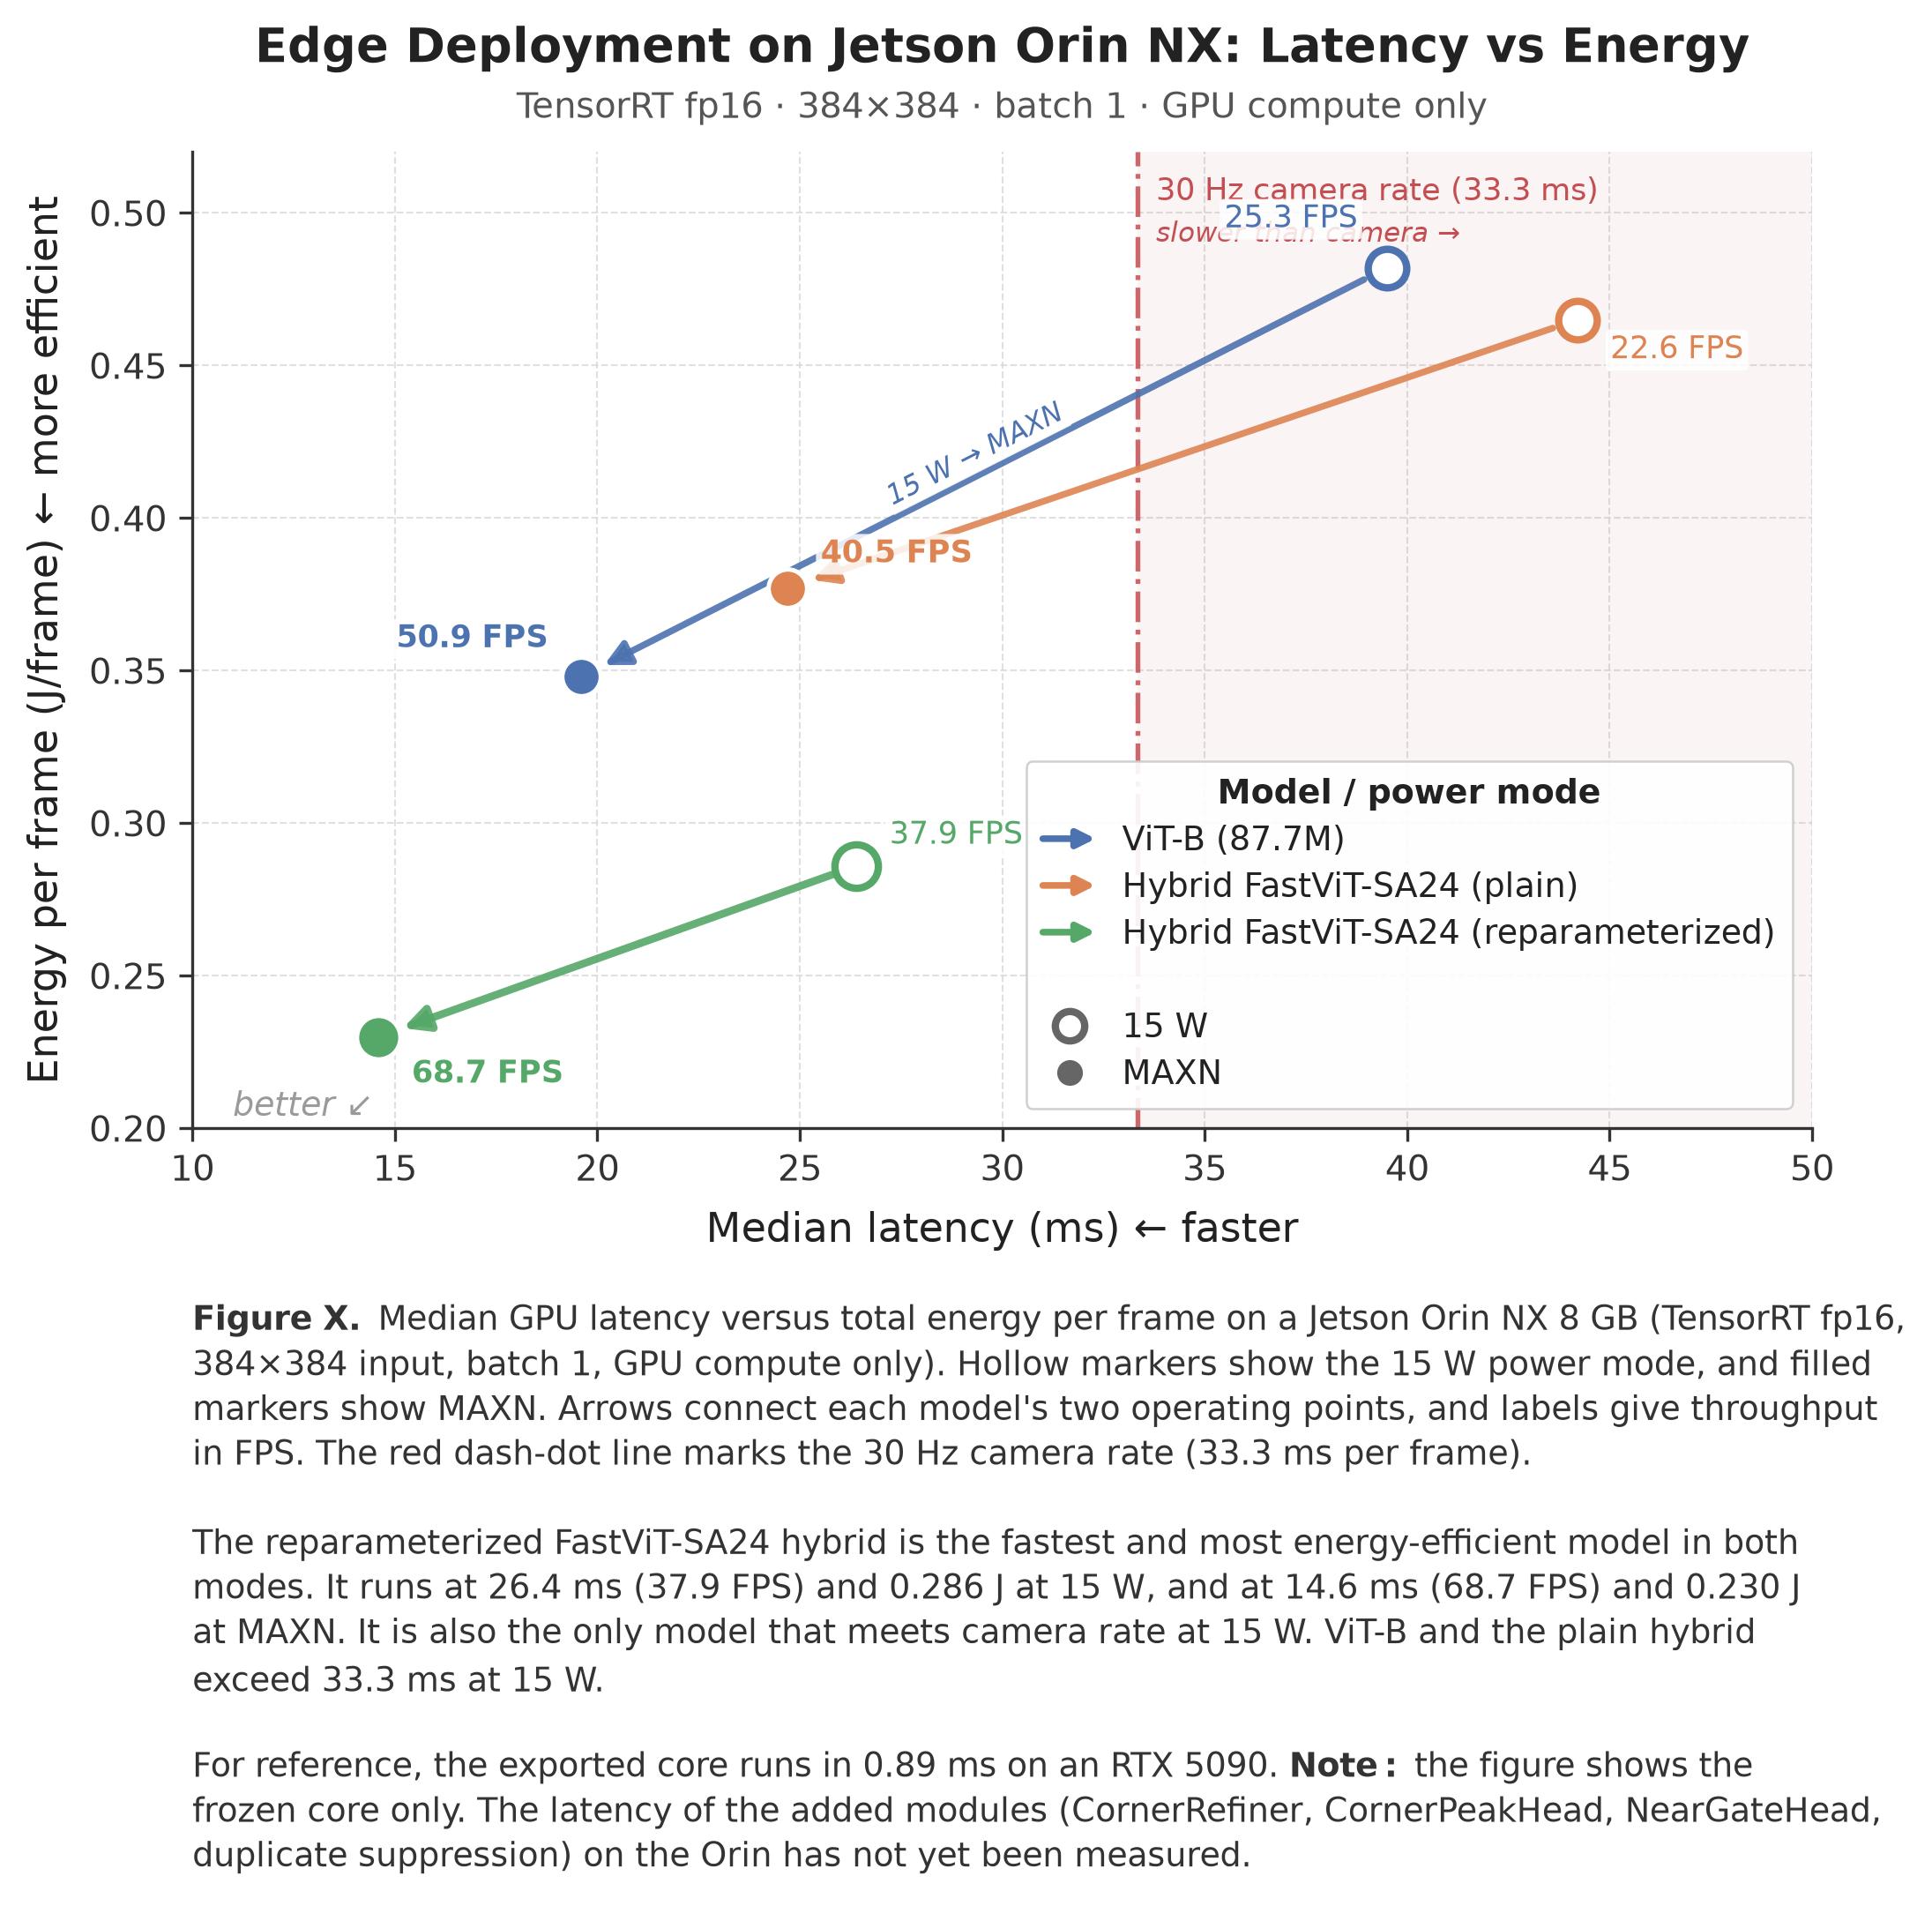 Edge Deployment on Jetson Orin NX: Latency vs Energy
TensorRT fp16 · 384×384 · batch 1 · GPU compute only
Energy per frame (J/frame) ← more efficient
0.50
0.45
0.40
0.35
0.30
0.25
0.20
30 Hz camera rate (33.3 ms)
25.3 FPS
slower than camera →
22.6 FPS
15 W → MAXN
40.5 FPS
50.9 FPS
37.9 FPS
68.7 FPS
better ↙
Model / power mode
ViT-B (87.7M)
Hybrid FastViT-SA24 (plain)
Hybrid FastViT-SA24 (reparameterized)
15 W
MAXN
10 15 20 25 30 35 40 45 50
Median latency (ms) ← faster
Figure X. Median GPU latency versus total energy per frame on a Jetson Orin NX 8 GB (TensorRT fp16,
384×384 input, batch 1, GPU compute only). Hollow markers show the 15 W power mode, and filled
markers show MAXN. Arrows connect each model's two operating points, and labels give throughput
in FPS. The red dash-dot line marks the 30 Hz camera rate (33.3 ms per frame).
The reparameterized FastViT-SA24 hybrid is the fastest and most energy-efficient model in both
modes. It runs at 26.4 ms (37.9 FPS) and 0.286 J at 15 W, and at 14.6 ms (68.7 FPS) and 0.230 J
at MAXN. It is also the only model that meets camera rate at 15 W. ViT-B and the plain hybrid
exceed 33.3 ms at 15 W.
For reference, the exported core runs in 0.89 ms on an RTX 5090. Note: the figure shows the
frozen core only. The latency of the added modules (CornerRefiner, CornerPeakHead, NearGateHead,
duplicate suppression) on the Orin has not yet been measured.